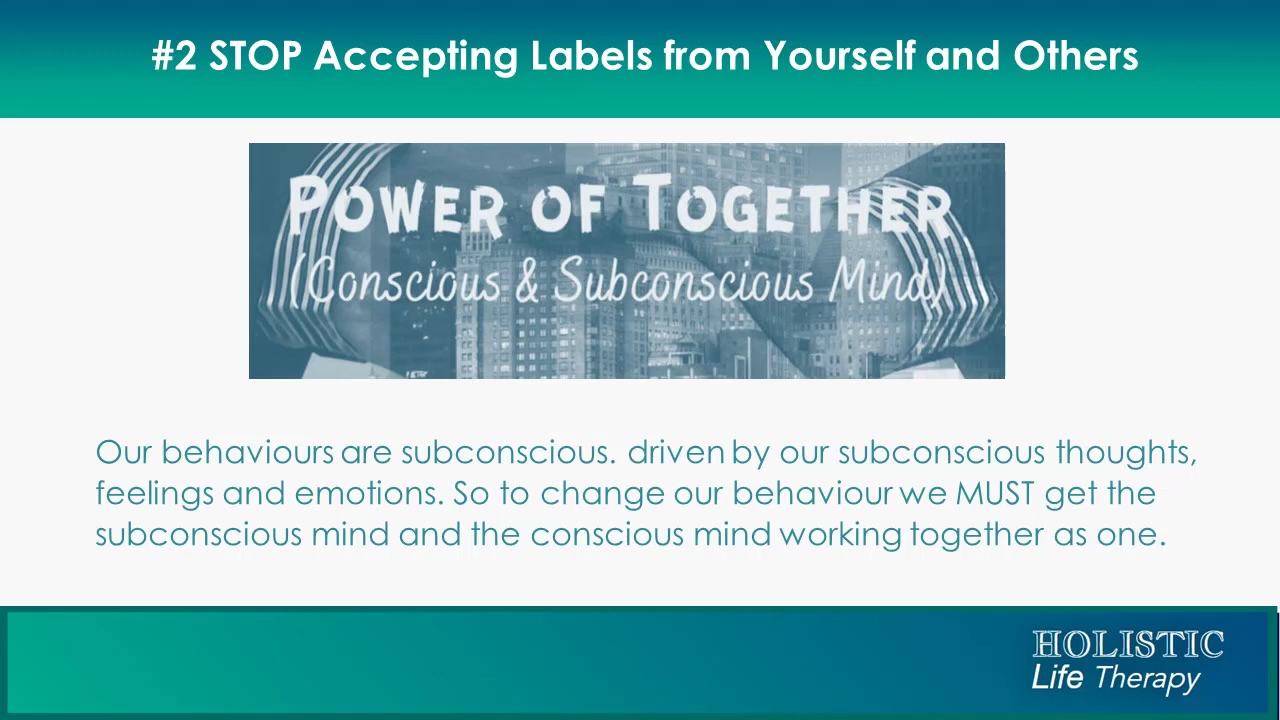 #2 STOP Accepting Labels from Yourself and Others
POWER OF TOGETHER
(Conscious & Subconscious Mind)
Our behaviours are subconscious. driven by our subconscious thoughts,
feelings and emotions. So to change our behaviour we MUST get the
subconscious mind and the conscious mind working together as one.
HOLISTIC
Life Therapy